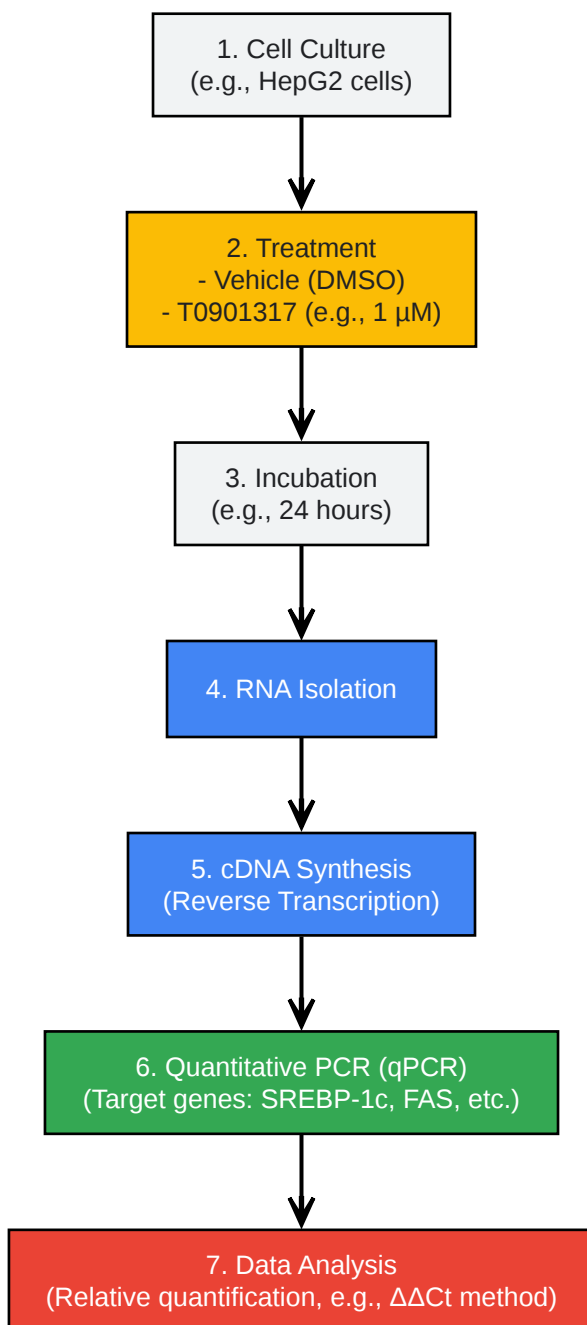 1. Cell Culture
(e.g., HepG2 cells)
2. Treatment
- Vehicle (DMSO)
- T0901317 (e.g., 1 µM)
3. Incubation
(e.g., 24 hours)
4. RNA Isolation
5. cDNA Synthesis
(Reverse Transcription)
6. Quantitative PCR (qPCR)
(Target genes: SREBP-1c, FAS, etc.)
7. Data Analysis
(Relative quantification, e.g., ΔΔCt method)